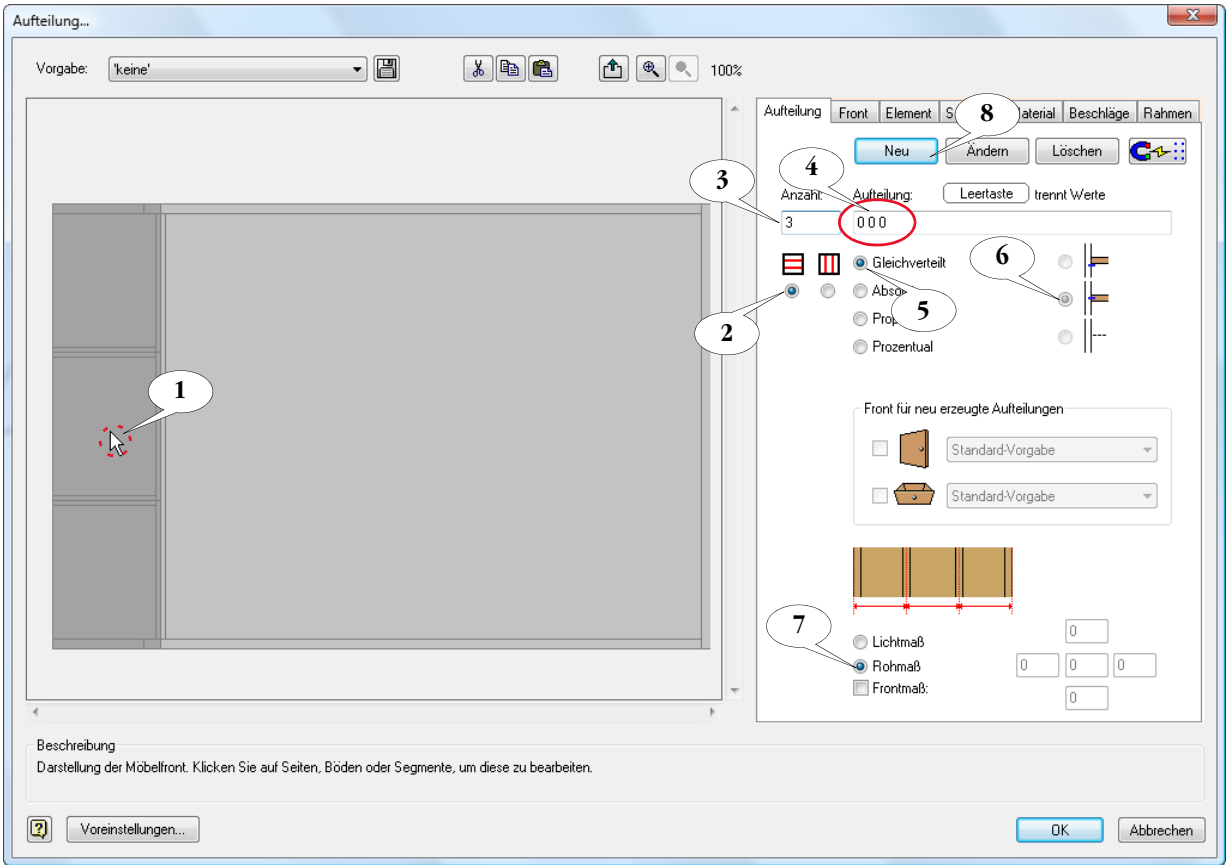 Aufteilung...
Vorgabe: 'keine' 100%
Aufteilung Front Element S aterial Beschläge Rahmen
8
Neu Ändern Löschen
4
3
Anzahl: Aufteilung: Leertaste trennt Werte
3 0 0 0
6
Gleichverteilt
Abso
5
Prop
2
Prozentual
1
Front für neu erzeugte Aufteilungen
Standard-Vorgabe
Standard-Vorgabe
7
0
Lichtmaß
Rohmaß 0 0 0
Frontmaß:
0
Beschreibung
Darstellung der Möbelfront. Klicken Sie auf Seiten, Böden oder Segmente, um diese zu bearbeiten.
Voreinstellungen... OK Abbrechen